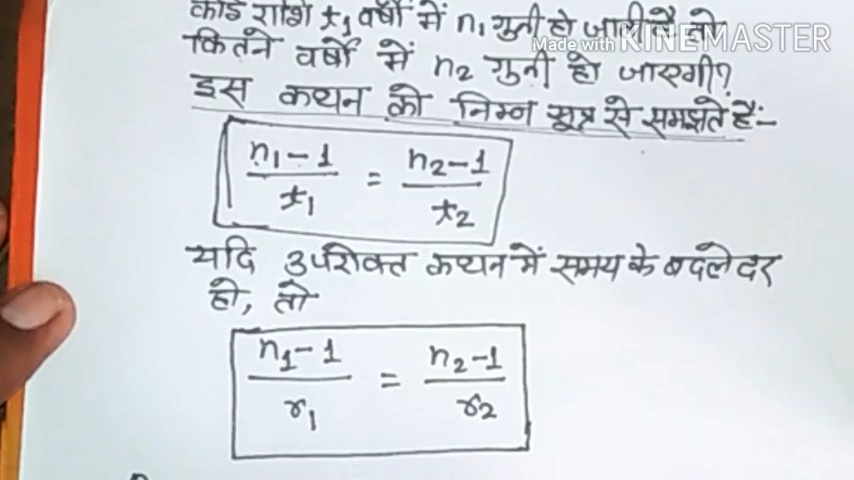 कोई राशि t₁ वर्षों में n₁ गुनी हो जाती है तो
Made with KINEMASTER
कितने वर्षों में n₂ गुनी हो जाएगी?
इस कथन को निम्न सूत्र से समझते हैं:-
n₁-1/t₁ = n₂-1/t₂
यदि उपरोक्त कथन में समय के बदले दर
हो, तो
n₁-1/r₁ = n₂-1/r₂